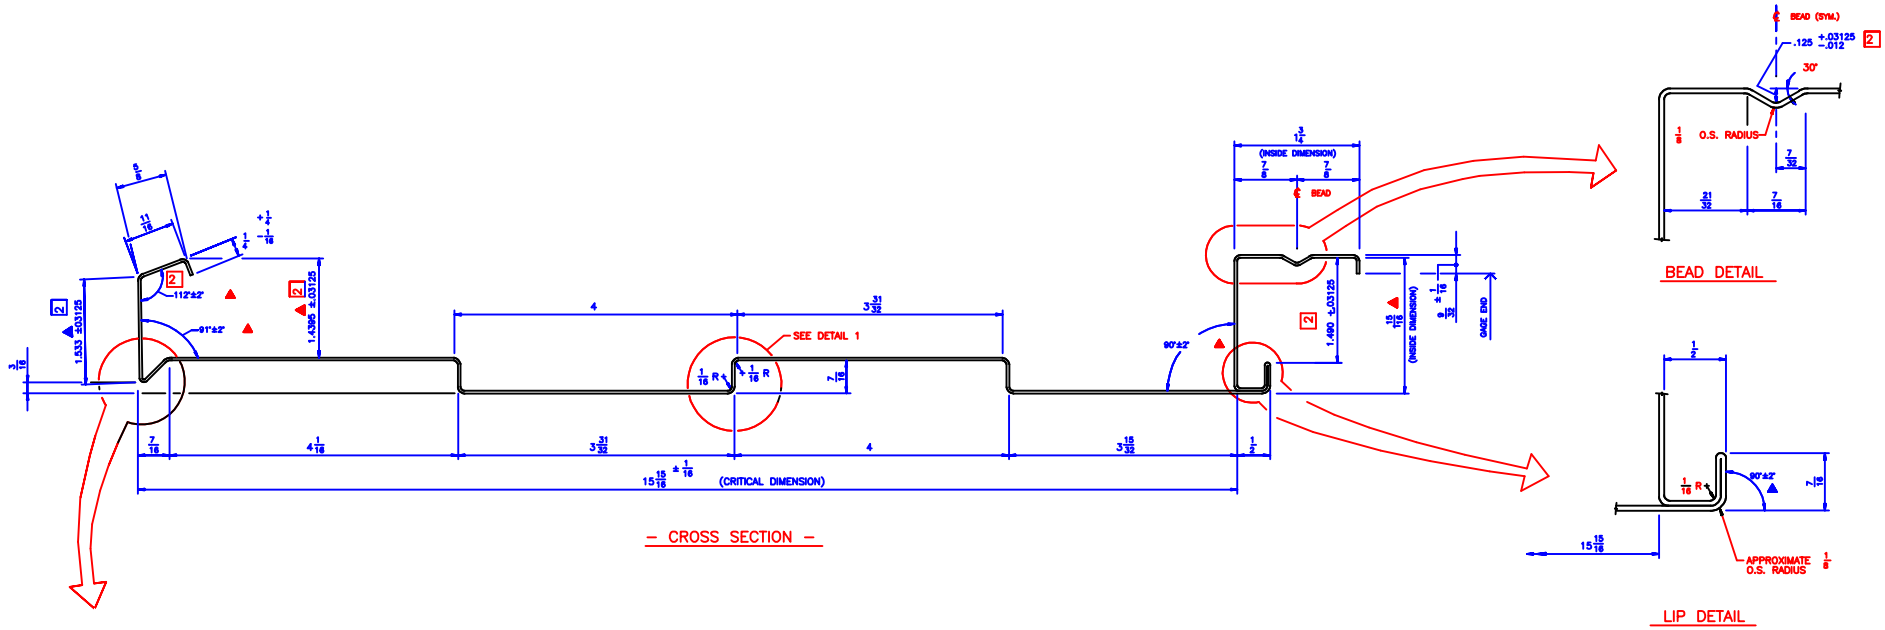 ℄ BEAD (SYM.)
.125 +.03125 -.012 2
30°
1/8 O.S. RADIUS
7/32
21/32 7/16
BEAD DETAIL
5/8
11/16
1/4 +1/4 -1/16
2
112°±2°
91°±2°
2
1.533 ±.03125
3/16
2
1.4395 ±.03125
4
3 31/32
SEE DETAIL 1
1/16 R
1/16 R
7/16
1 3/4
(INSIDE DIMENSION)
7/8 7/8
℄ BEAD
90°±2°
2
1.490 ±.03125
1 15/16
(INSIDE DIMENSION)
9/32 ± 1/16
GAGE END
7/16 4 1/16 3 31/32 4 3 15/32 1/2
15 15/16 ± 1/16 (CRITICAL DIMENSION)
- CROSS SECTION -
1/2
1/16 R
90°±2°
7/16
15 15/16
APPROXIMATE 1/8
O.S. RADIUS
LIP DETAIL